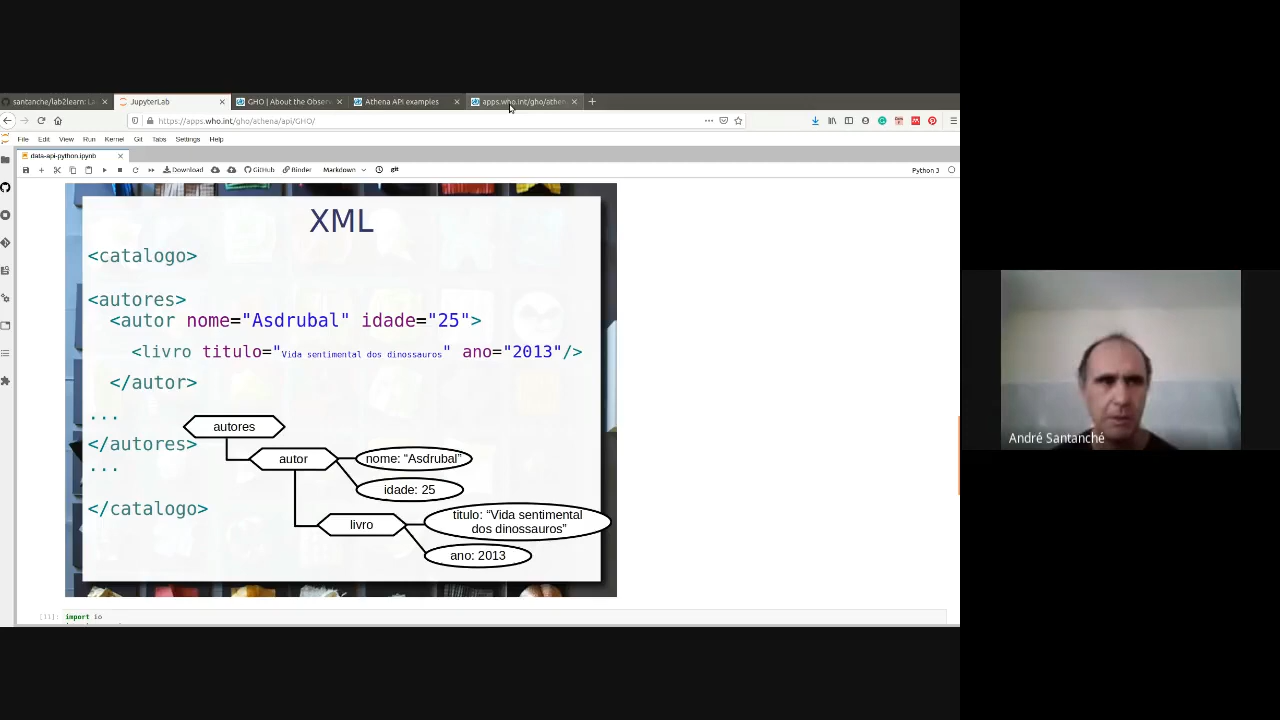 santanche/lab2learn: La
JupyterLab
GHO | About the Obser
Athena API examples
apps.who.int/gho/athen
https://apps.who.int/gho/athena/api/GHO/
File Edit View Run Kernel Git Tabs Settings Help
data-api-python.ipynb
Download GitHub Binder Markdown git Python 3
XML
<catalogo>
<autores>
<autor nome="Asdrubal" idade="25">
<livro titulo="Vida sentimental dos dinossauros" ano="2013"/>
</autor>
...
</autores>
...
</catalogo>
autores
autor
nome: "Asdrubal"
idade: 25
livro
titulo: "Vida sentimental
dos dinossauros"
ano: 2013
import io
André Santanchè